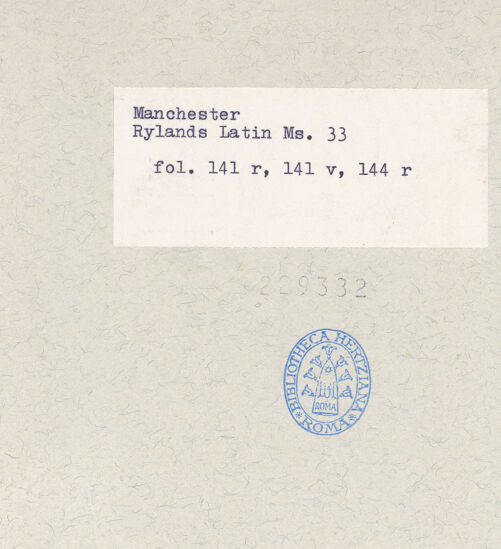 Manchester
Rylands Latin Ms. 33
fol. 141 r, 141 v, 144 r
229332
BIBLIOTHECA HERTZIANA
ROMA
*ROMA*